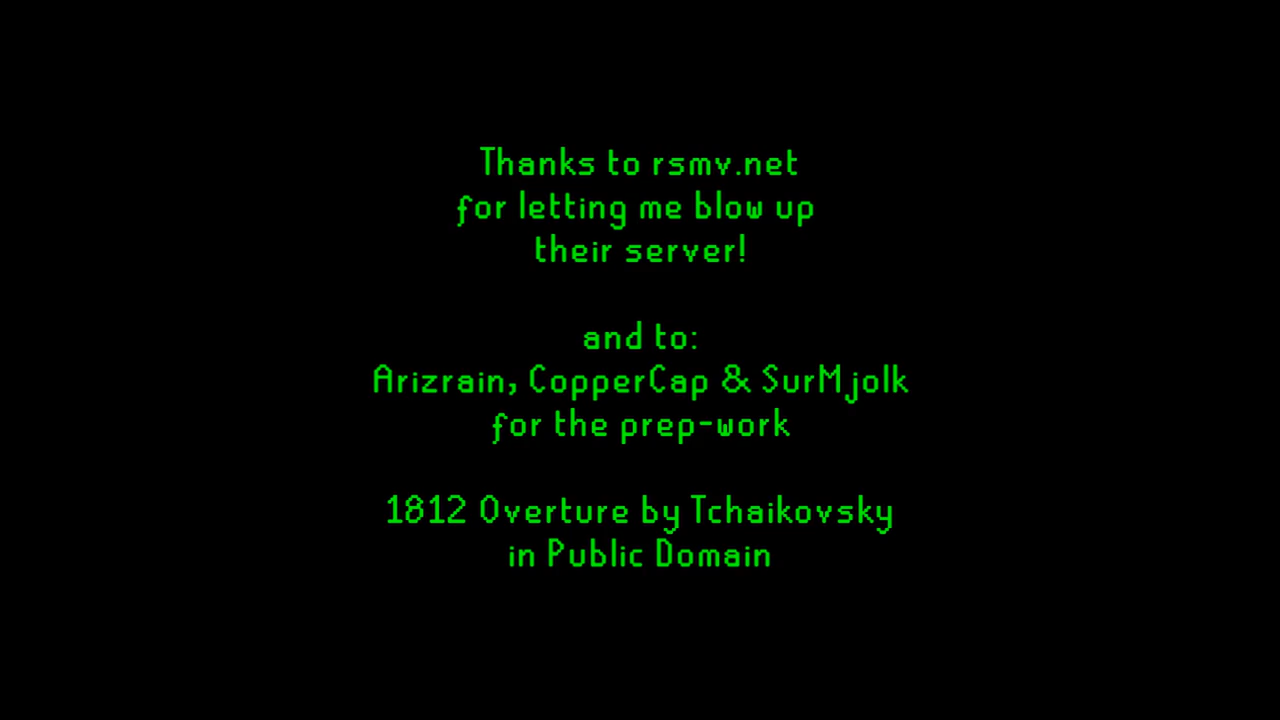 Thanks to rsmv.net
for letting me blow up
their server!
and to:
Arizrain, CopperCap & SurMjolk
for the prep-work
1812 Overture by Tchaikovsky
in Public Domain